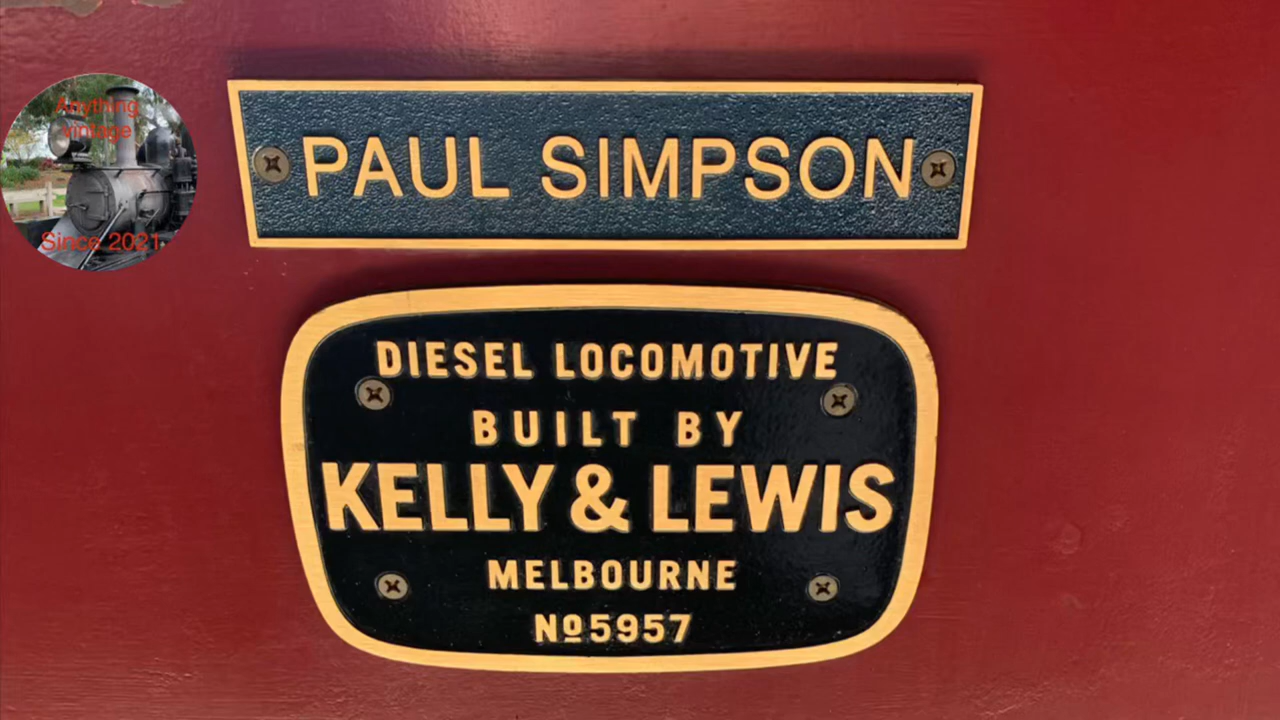 Anything
vintage
Since 2021
PAUL SIMPSON
DIESEL LOCOMOTIVE
BUILT BY
KELLY & LEWIS
MELBOURNE
Nº5957